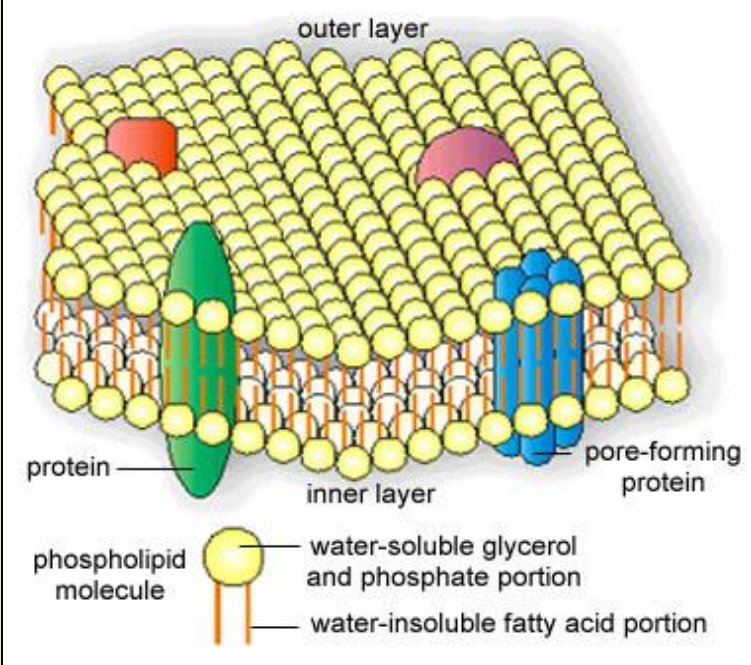 outer layer
protein
pore-forming
protein
inner layer
phospholipid
molecule
water-soluble glycerol
and phosphate portion
water-insoluble fatty acid portion